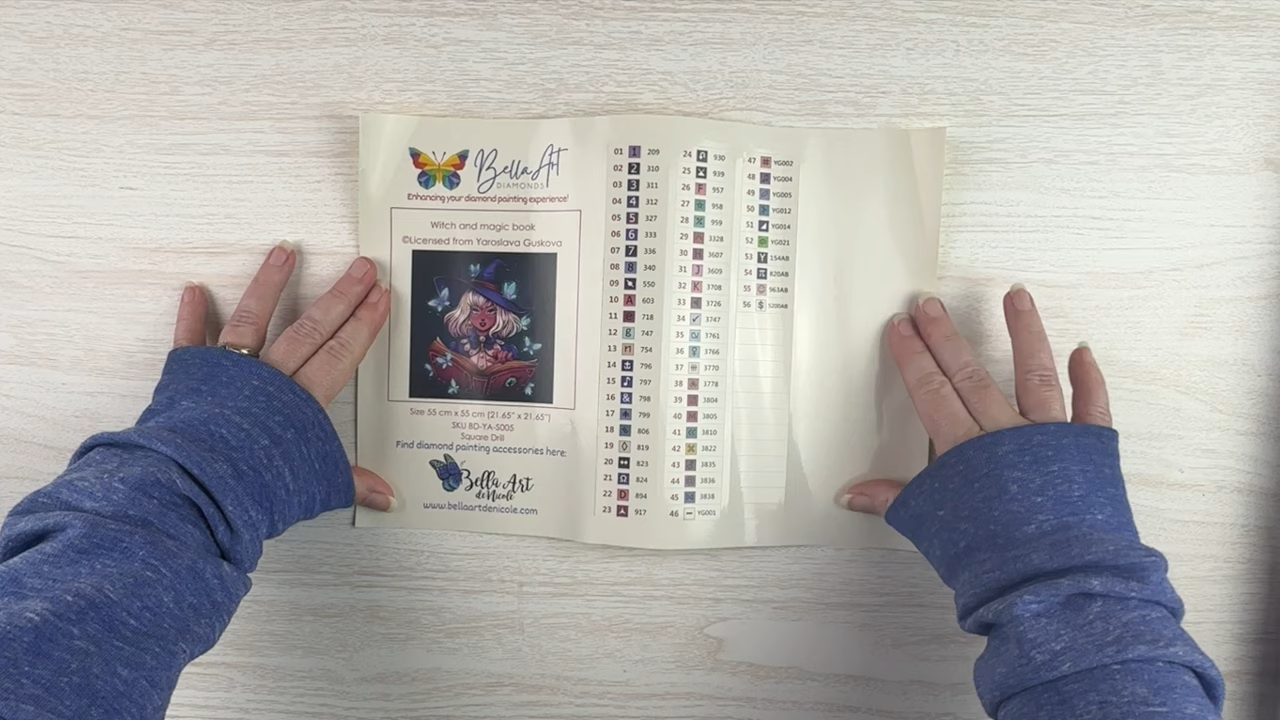 Bella Art
DIAMONDS
Enhancing your diamond painting experience!
Witch and magic book
©Licensed from Yaroslava Guskova
Size 55 cm x 55 cm (21.65" x 21.65")
SKU BD-YA-S005
Square Drill
Find diamond painting accessories here:
Bella Art
de Nicole
www.bellaartdenicole.com
01 1 209
02 2 310
03 3 311
04 4 312
05 5 327
06 6 333
07 7 336
08 8 340
09 550
10 A 603
11 718
12 g 747
13 754
14 796
15 ♪ 797
16 & 798
17 799
18 806
19 ◊ 819
20 823
21 Ω 824
22 D 894
23 ▲ 917
24 930
25 939
26 F 957
27 958
28 959
29 3328
30 3607
31 J 3609
32 K 3708
33 3726
34 ✓ 3747
35 3761
36 ♀ 3766
37 3770
38 3778
39 3804
40 3805
41 3810
42 3822
43 3835
44 3836
45 3838
46 − YG001
47 # YG002
48 YG004
49 YG005
50 YG012
51 YG014
52 YG021
53 Y 154AB
54 820AB
55 963AB
56 $ 5200AB